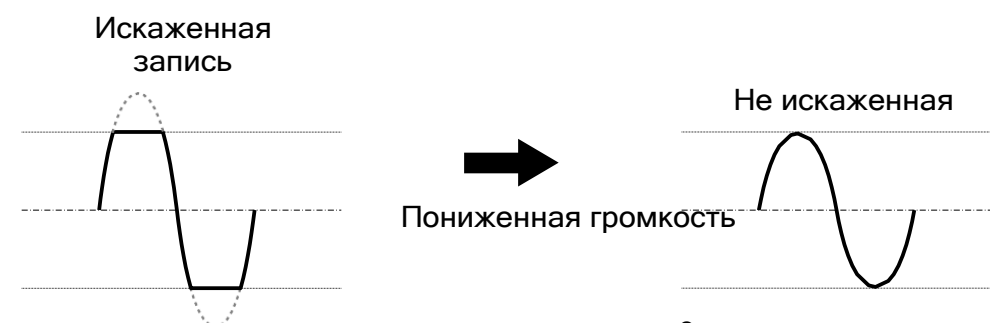 Искаженная
запись
Не искаженная
Пониженная громкость